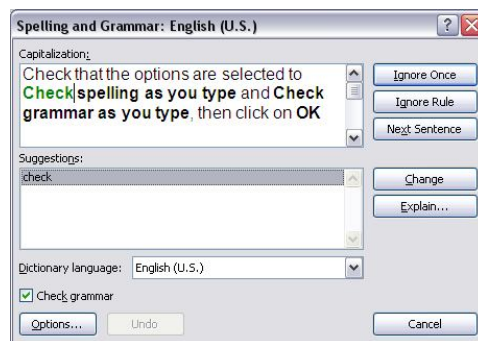 Spelling and Grammar: English (U.S.)
Capitalization:
Check that the options are selected to
Check spelling as you type and Check
grammar as you type, then click on OK
Ignore Once
Ignore Rule
Next Sentence
Suggestions:
check
Change
Explain...
Dictionary language: English (U.S.)
Check grammar
Options... Undo Cancel